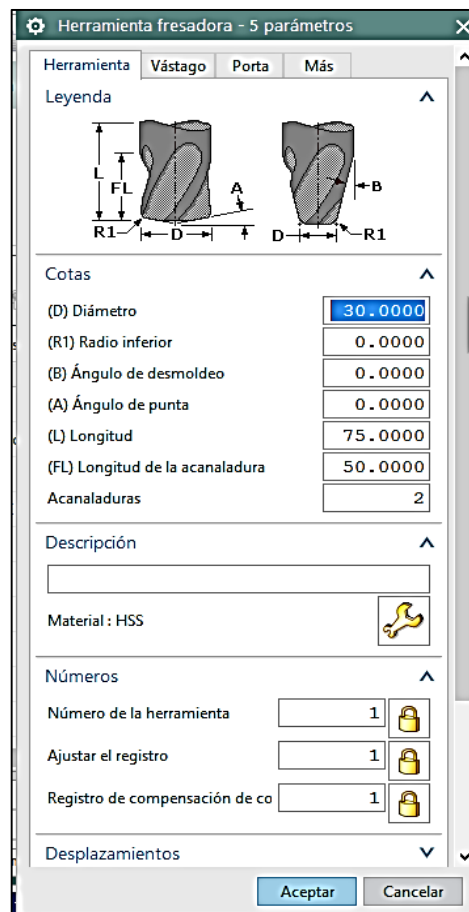 Herramienta fresadora - 5 parámetros
Herramienta Vástago Porta Más
Leyenda
L
FL
A
B
R1 D D R1
Cotas
(D) Diámetro 30.0000
(R1) Radio inferior 0.0000
(B) Ángulo de desmoldeo 0.0000
(A) Ángulo de punta 0.0000
(L) Longitud 75.0000
(FL) Longitud de la acanaladura 50.0000
Acanaladuras 2
Descripción
Material : HSS
Números
Número de la herramienta 1
Ajustar el registro 1
Registro de compensación de co 1
Desplazamientos
Aceptar Cancelar